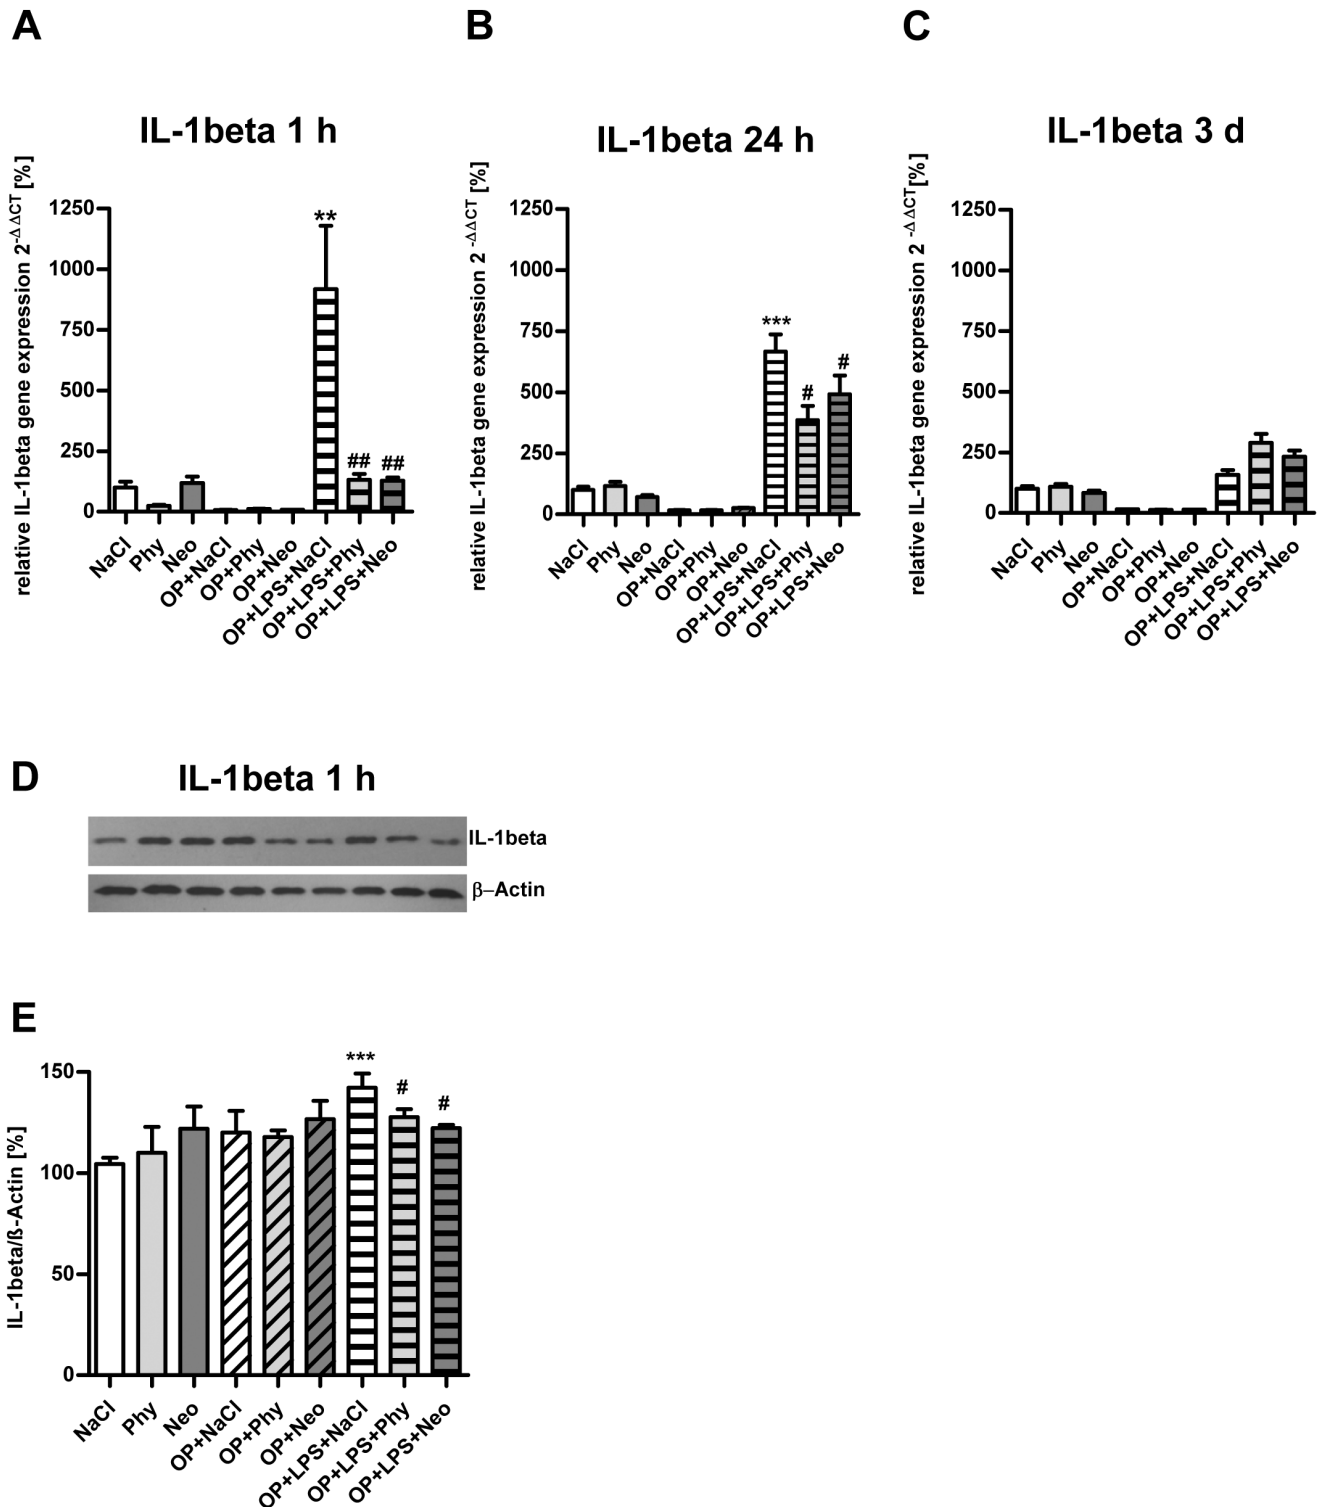 A
B
C
IL-1beta 1 h
IL-1beta 24 h
IL-1beta 3 d
relative IL-1beta gene expression 2-ΔΔCT [%]
1250
1000
750
500
250
0
**
##
##
NaCl
Phy
Neo
OP+NaCl
OP+Phy
OP+Neo
OP+LPS+NaCl
OP+LPS+Phy
OP+LPS+Neo
relative IL-1beta gene expression 2 -ΔΔCT [%]
1250
1000
750
500
250
0
***
#
#
NaCl
Phy
Neo
OP+NaCl
OP+Phy
OP+Neo
OP+LPS+NaCl
OP+LPS+Phy
OP+LPS+Neo
relative IL-1beta gene expression 2 -ΔΔCT[%]
1250
1000
750
500
250
0
NaCl
Phy
Neo
OP+NaCl
OP+Phy
OP+Neo
OP+LPS+NaCl
OP+LPS+Phy
OP+LPS+Neo
D
IL-1beta 1 h
IL-1beta
β–Actin
E
IL-1beta/ß-Actin [%]
150
100
50
0
***
#
#
NaCl
Phy
Neo
OP+NaCl
OP+Phy
OP+Neo
OP+LPS+NaCl
OP+LPS+Phy
OP+LPS+Neo